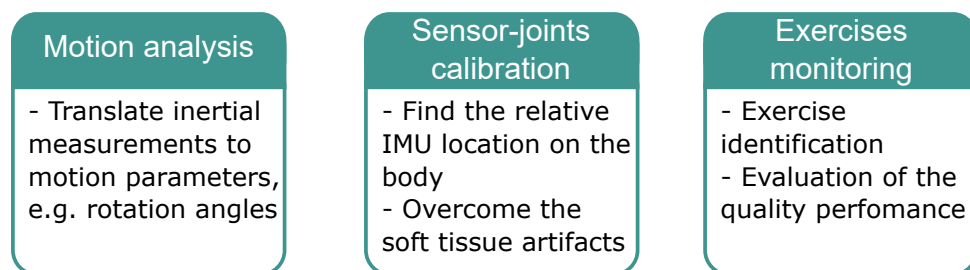 Motion analysis
- Translate inertial
measurements to
motion parameters,
e.g. rotation angles
Sensor-joints
calibration
- Find the relative
IMU location on the
body
- Overcome the
soft tissue artifacts
Exercises
monitoring
- Exercise
identification
- Evaluation of the
quality perfomance